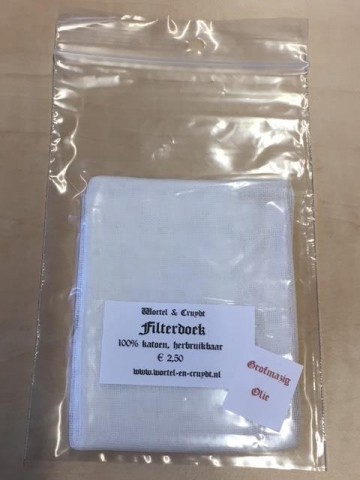 Wortel & Cruydt
Filterdoek
100% katoen, herbruikbaar
€ 2,50
www.wortel-en-cruydt.nl
Grofmazig
Olie